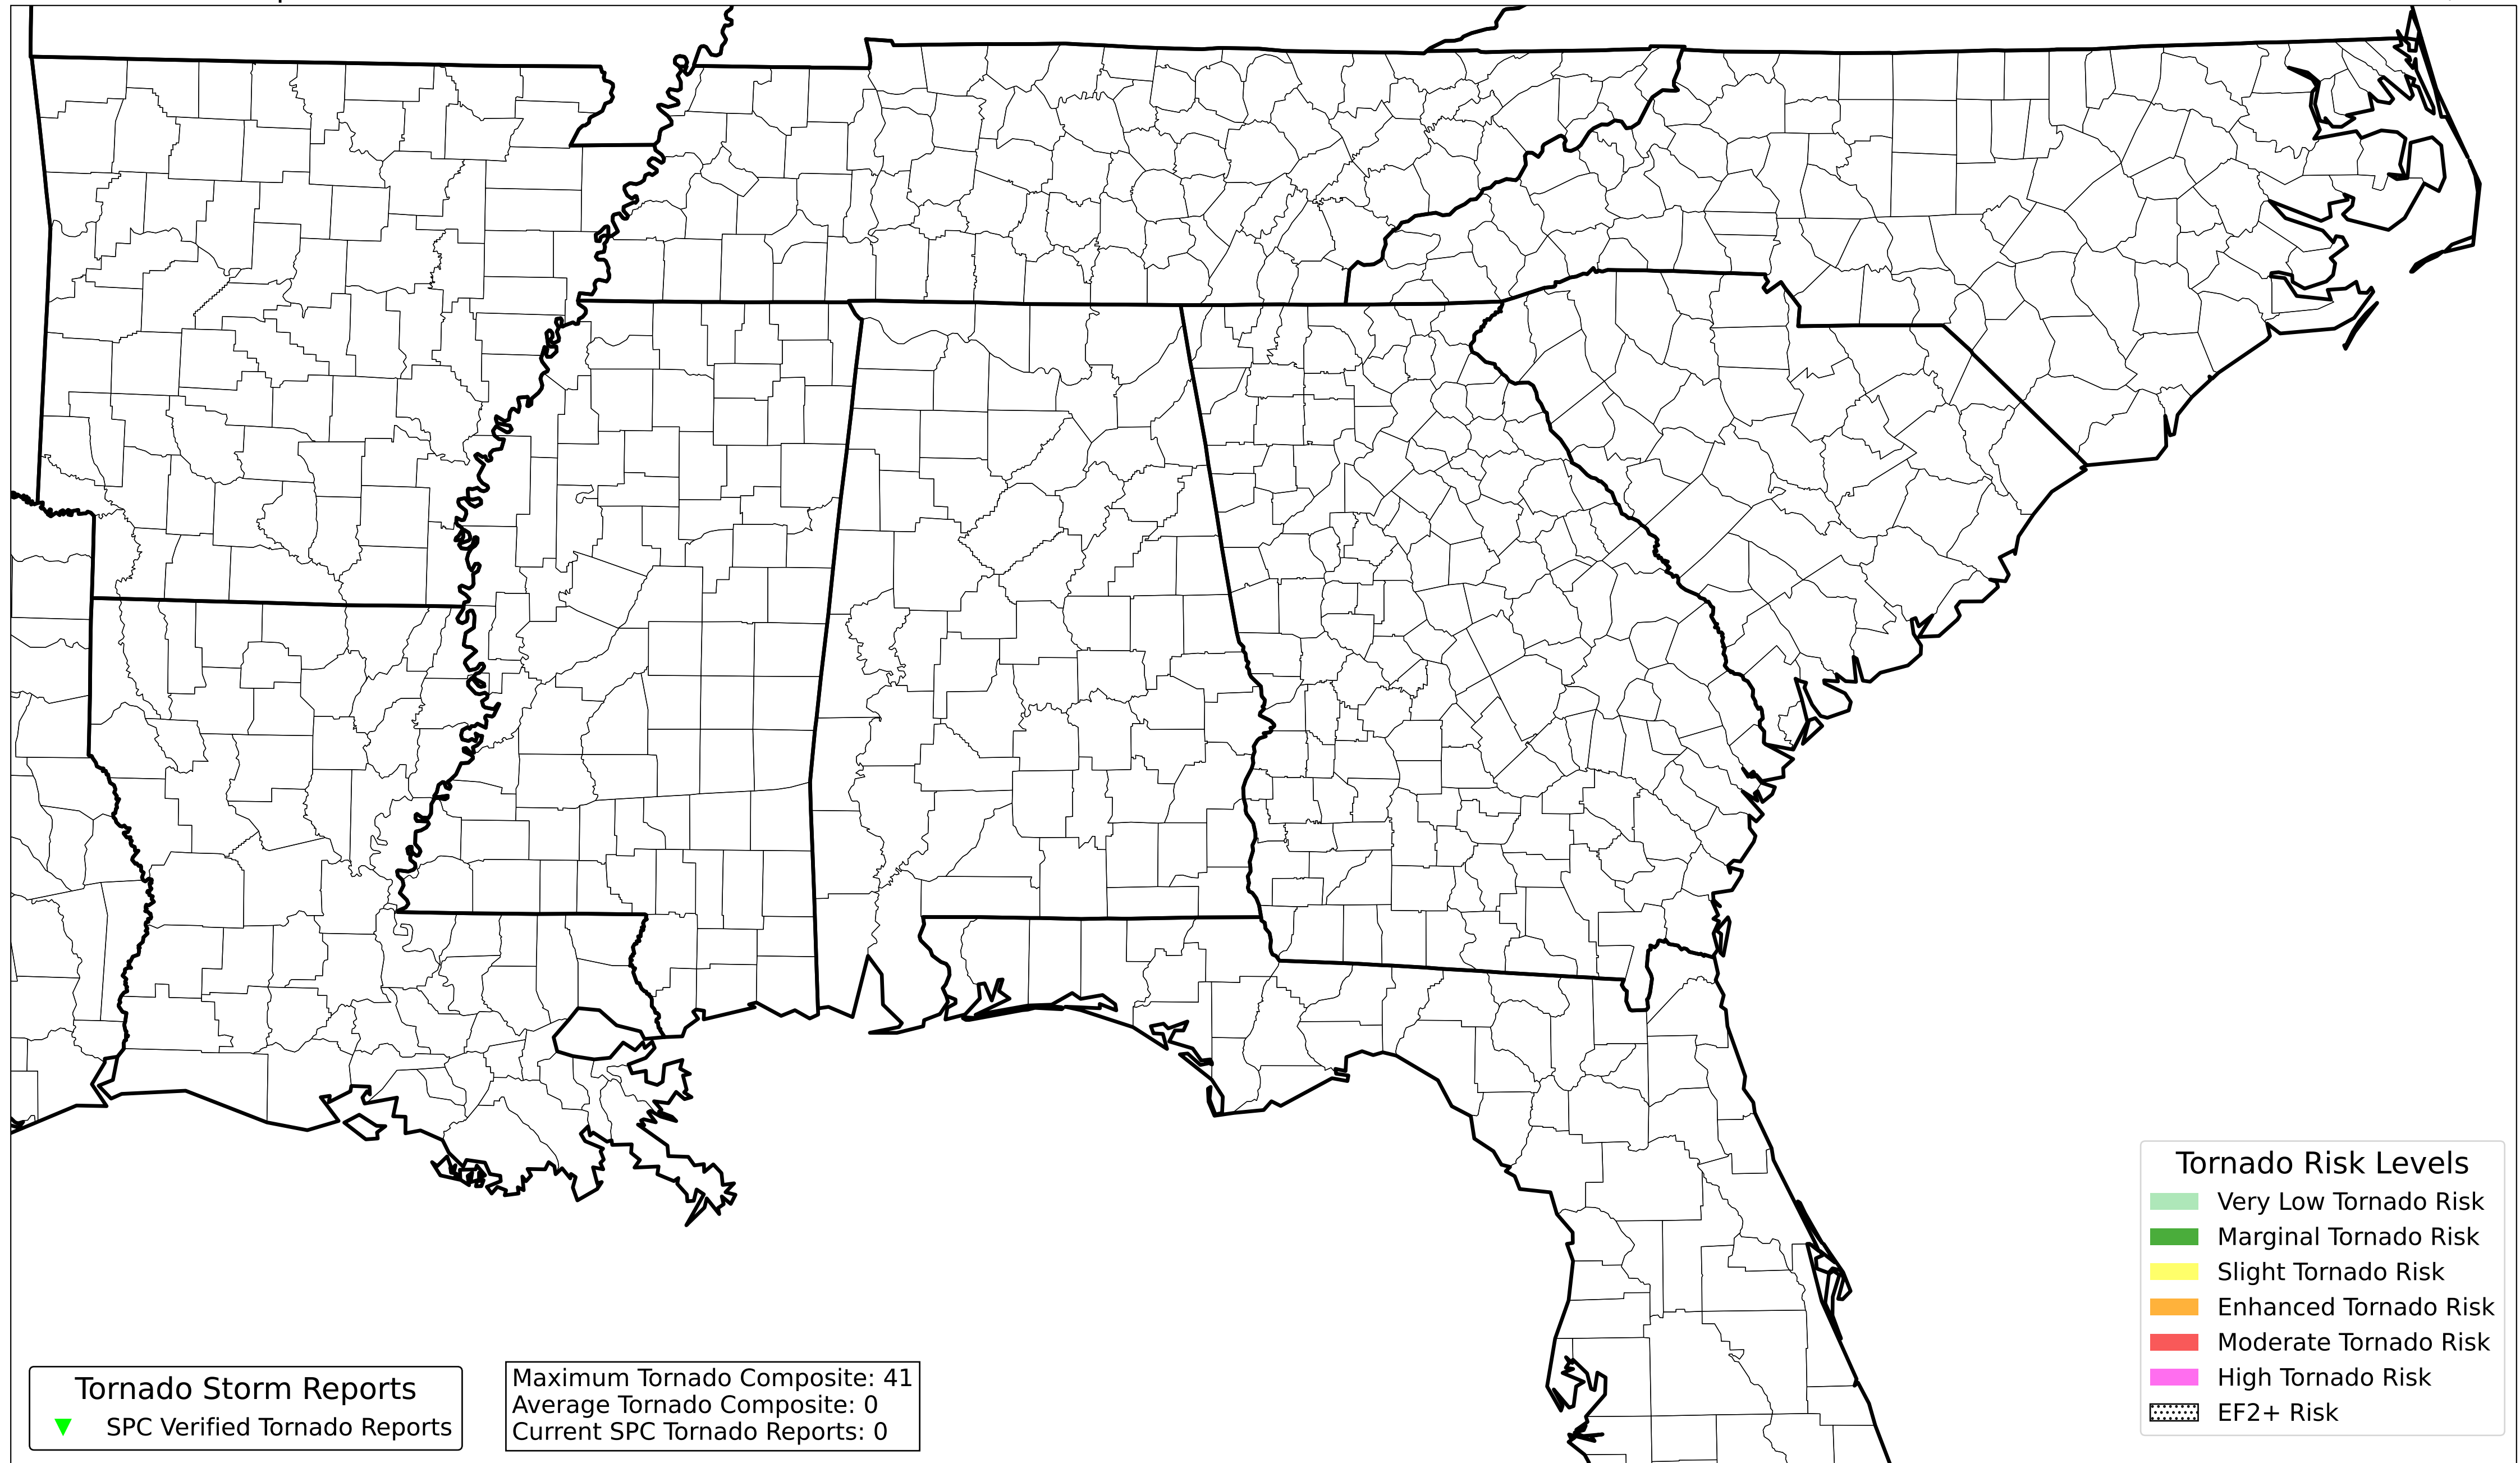 Tornado Risk Levels
Very Low Tornado Risk
Marginal Tornado Risk
Slight Tornado Risk
Enhanced Tornado Risk
Moderate Tornado Risk
High Tornado Risk
EF2+ Risk
Tornado Storm Reports
SPC Verified Tornado Reports
Maximum Tornado Composite: 41
Average Tornado Composite: 0
Current SPC Tornado Reports: 0